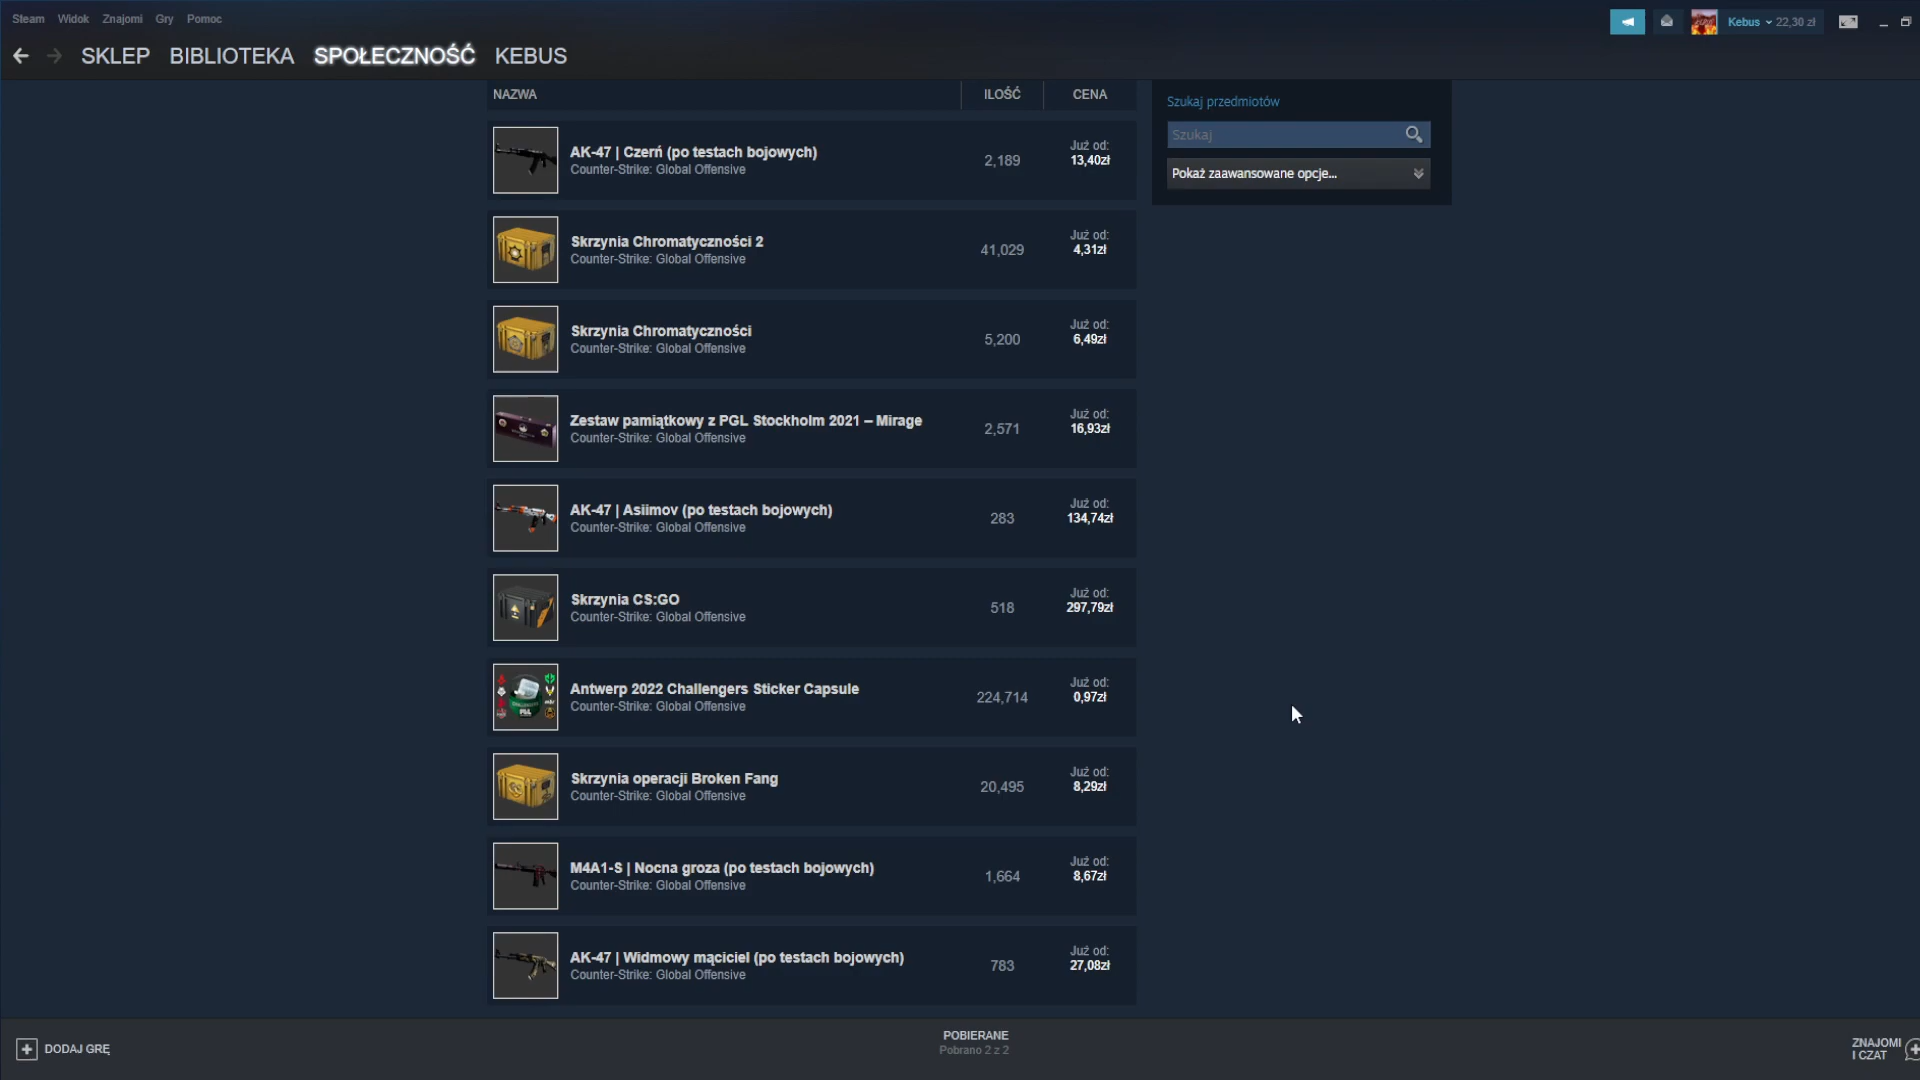 Steam Widok Znajomi Gry Pomoc
Kebus 22,30 zł
SKLEP BIBLIOTEKA SPOŁECZNOŚĆ KEBUS
NAZWA ILOŚĆ CENA
Szukaj przedmiotów
Szukaj
Pokaż zaawansowane opcje...
AK-47 | Czerń (po testach bojowych)
Counter-Strike: Global Offensive
2,189
Już od:
13,40zł
Skrzynia Chromatyczności 2
Counter-Strike: Global Offensive
41,029
Już od:
4,31zł
Skrzynia Chromatyczności
Counter-Strike: Global Offensive
5,200
Już od:
6,49zł
Zestaw pamiątkowy z PGL Stockholm 2021 – Mirage
Counter-Strike: Global Offensive
2,571
Już od:
16,93zł
AK-47 | Asiimov (po testach bojowych)
Counter-Strike: Global Offensive
283
Już od:
134,74zł
Skrzynia CS:GO
Counter-Strike: Global Offensive
518
Już od:
297,79zł
Antwerp 2022 Challengers Sticker Capsule
Counter-Strike: Global Offensive
224,714
Już od:
0,97zł
Skrzynia operacji Broken Fang
Counter-Strike: Global Offensive
20,495
Już od:
8,29zł
M4A1-S | Nocna groza (po testach bojowych)
Counter-Strike: Global Offensive
1,664
Już od:
8,67zł
AK-47 | Widmowy mąciciel (po testach bojowych)
Counter-Strike: Global Offensive
783
Już od:
27,08zł
DODAJ GRĘ
POBIERANE
Pobrano 2 z 2
ZNAJOMI
I CZAT